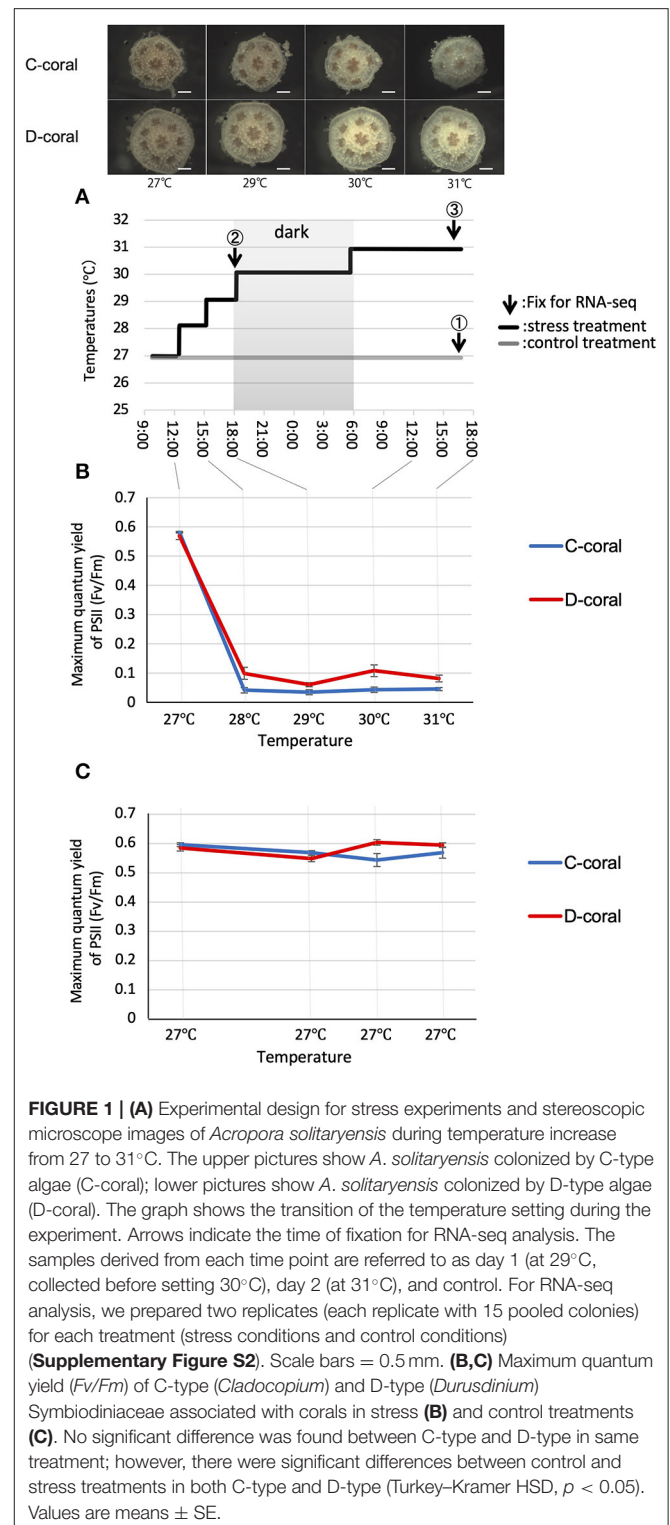 C-coral
D-coral
27℃ 29℃ 30℃ 31℃
A
dark
Temperatures (℃)
32
31
30
29
28
27
26
25
② ③ ①
9:00 12:00 15:00 18:00 21:00 0:00 3:00 6:00 9:00 12:00 15:00 18:00
:Fix for RNA-seq
:stress treatment
:control treatment
B
Maximum quantum yield
of PSII (Fv/Fm)
0.7
0.6
0.5
0.4
0.3
0.2
0.1
0
27℃ 28℃ 29℃ 30℃ 31℃
Temperature
C-coral
D-coral
C
Maximum quantum yield
of PSII (Fv/Fm)
0.7
0.6
0.5
0.4
0.3
0.2
0.1
0
27℃ 27℃ 27℃ 27℃
Temperature
C-coral
D-coral
FIGURE 1 | (A) Experimental design for stress experiments and stereoscopic
microscope images of Acropora solitaryensis during temperature increase
from 27 to 31°C. The upper pictures show A. solitaryensis colonized by C-type
algae (C-coral); lower pictures show A. solitaryensis colonized by D-type algae
(D-coral). The graph shows the transition of the temperature setting during the
experiment. Arrows indicate the time of fixation for RNA-seq analysis. The
samples derived from each time point are referred to as day 1 (at 29°C,
collected before setting 30°C), day 2 (at 31°C), and control. For RNA-seq
analysis, we prepared two replicates (each replicate with 15 pooled colonies)
for each treatment (stress conditions and control conditions)
(Supplementary Figure S2). Scale bars = 0.5 mm. (B,C) Maximum quantum
yield (Fv/Fm) of C-type (Cladocopium) and D-type (Durusdinium)
Symbiodiniaceae associated with corals in stress (B) and control treatments
(C). No significant difference was found between C-type and D-type in same
treatment; however, there were significant differences between control and
stress treatments in both C-type and D-type (Turkey–Kramer HSD, p < 0.05).
Values are means ± SE.